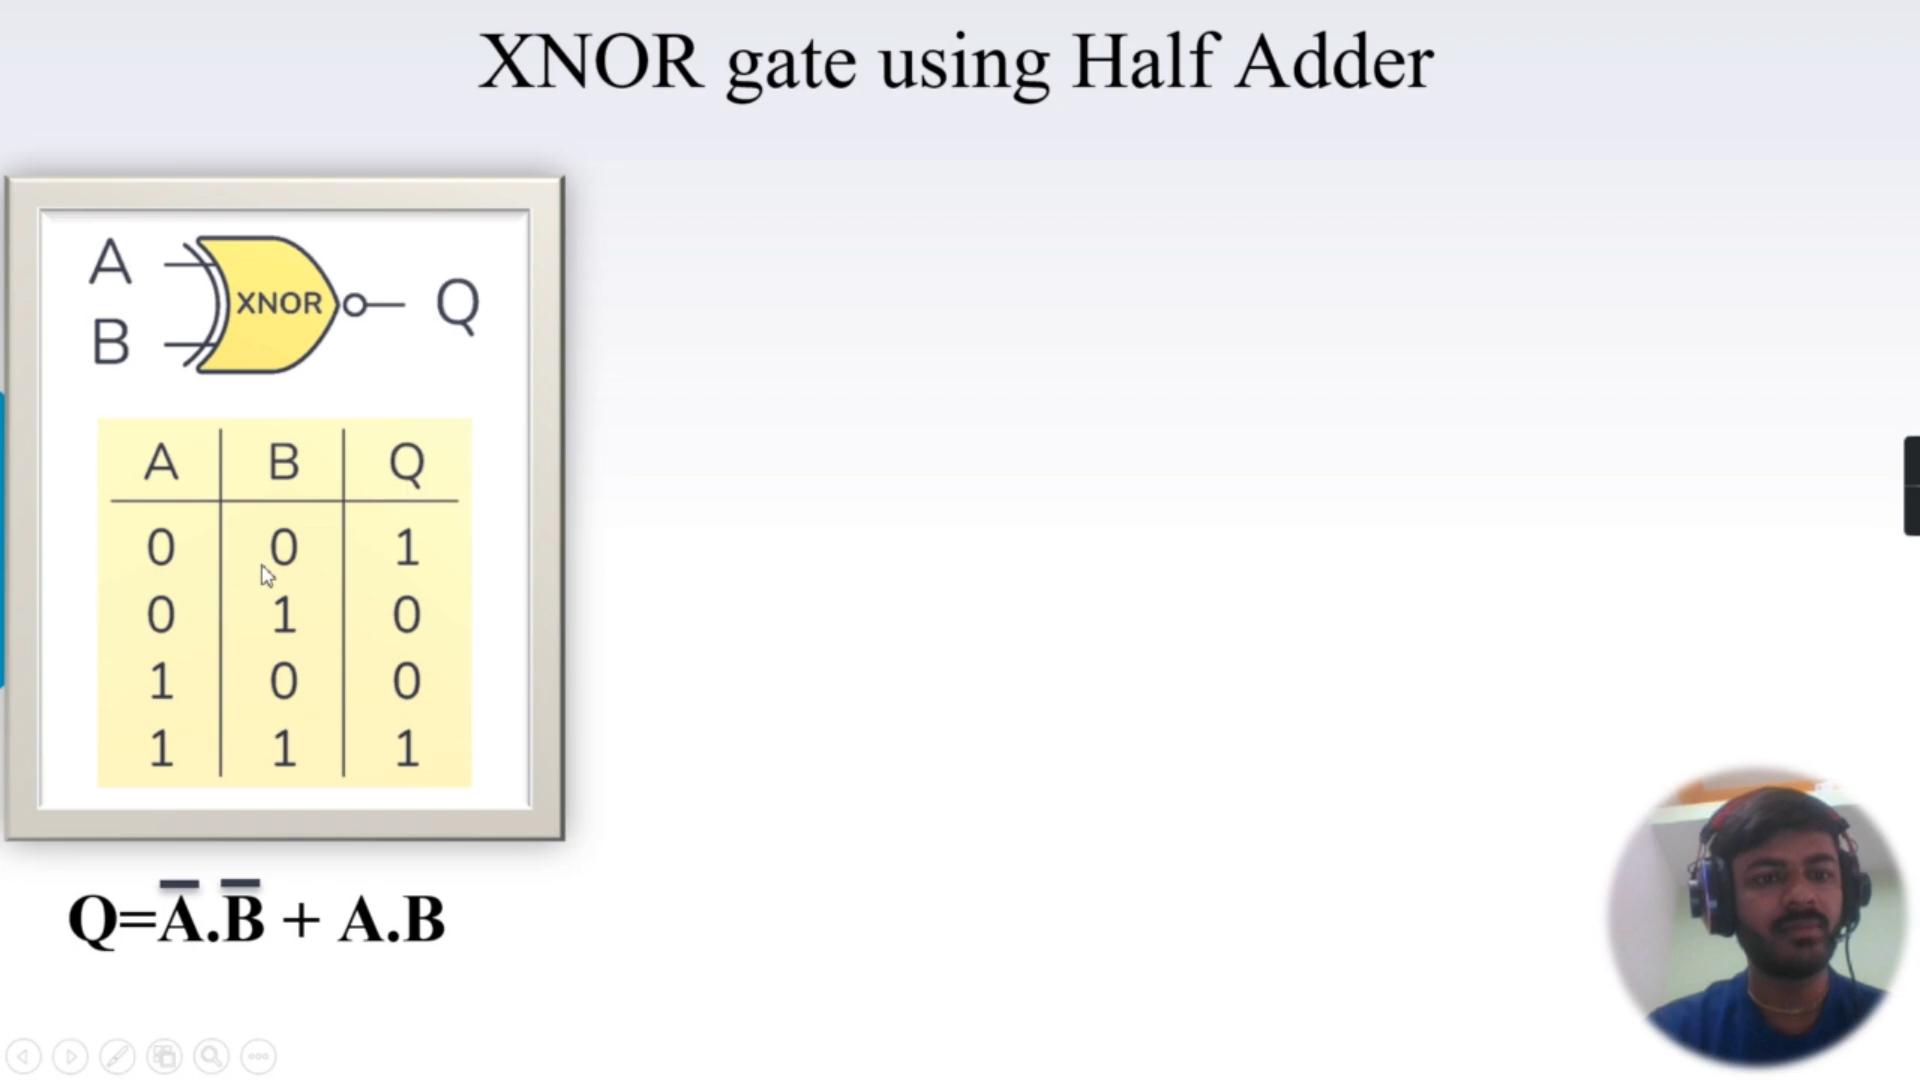 XNOR gate using Half Adder
A
XNOR
Q
B
A B Q
0 0 1
0 1 0
1 0 0
1 1 1
Q=A̅.B̅ + A.B